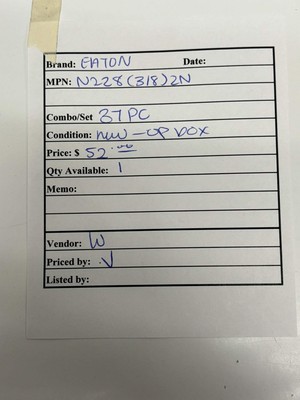 Brand: EATON Date:
MPN: N228(318)2N
Combo/Set 37 PC
Condition: new - op box
Price: $ 52.00
Qty Available: 1
Memo:
Vendor: W
Priced by: V
Listed by: